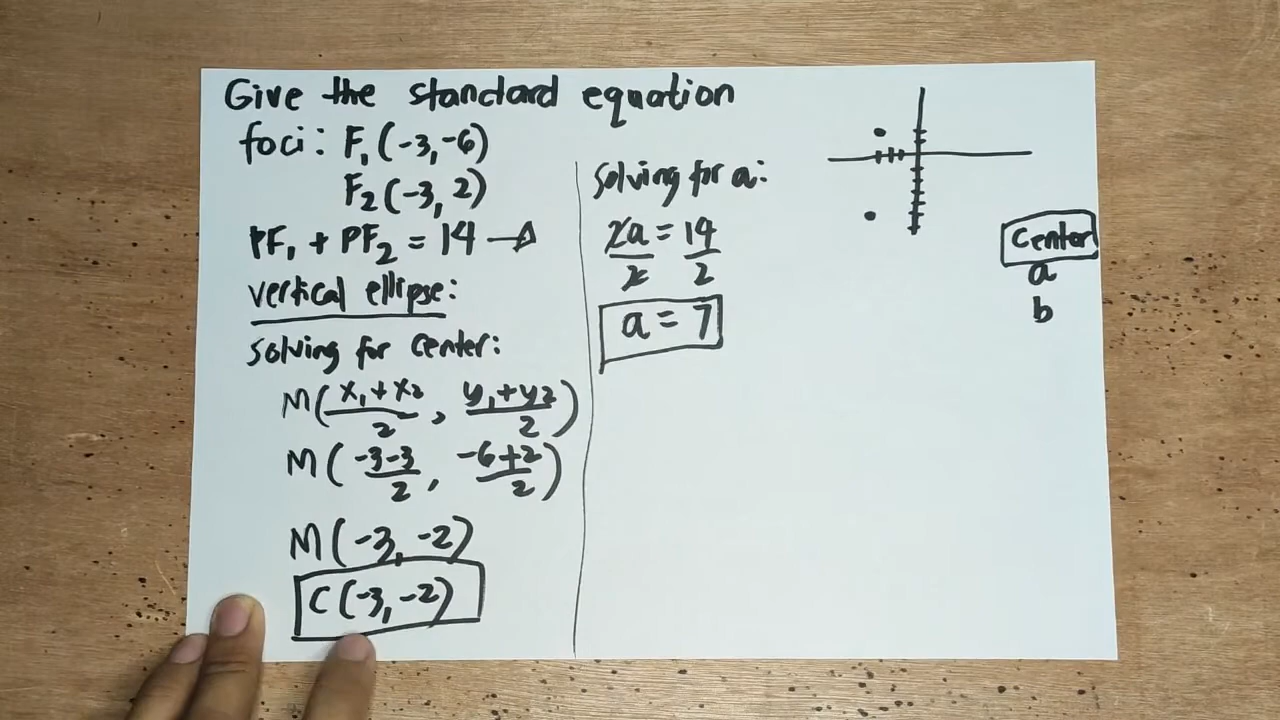 Give the standard equation
foci: F₁(-3,-6)
F₂(-3, 2)
PF₁ + PF₂ = 14 →
vertical ellipse:
solving for center:
M(x₁+x₂/2, y₁+y₂/2)
M(-3-3/2, -6+2/2)
M(-3, -2)
C(-3, -2)
solving for a:
2a/2 = 14/2
a = 7
Center
a
b